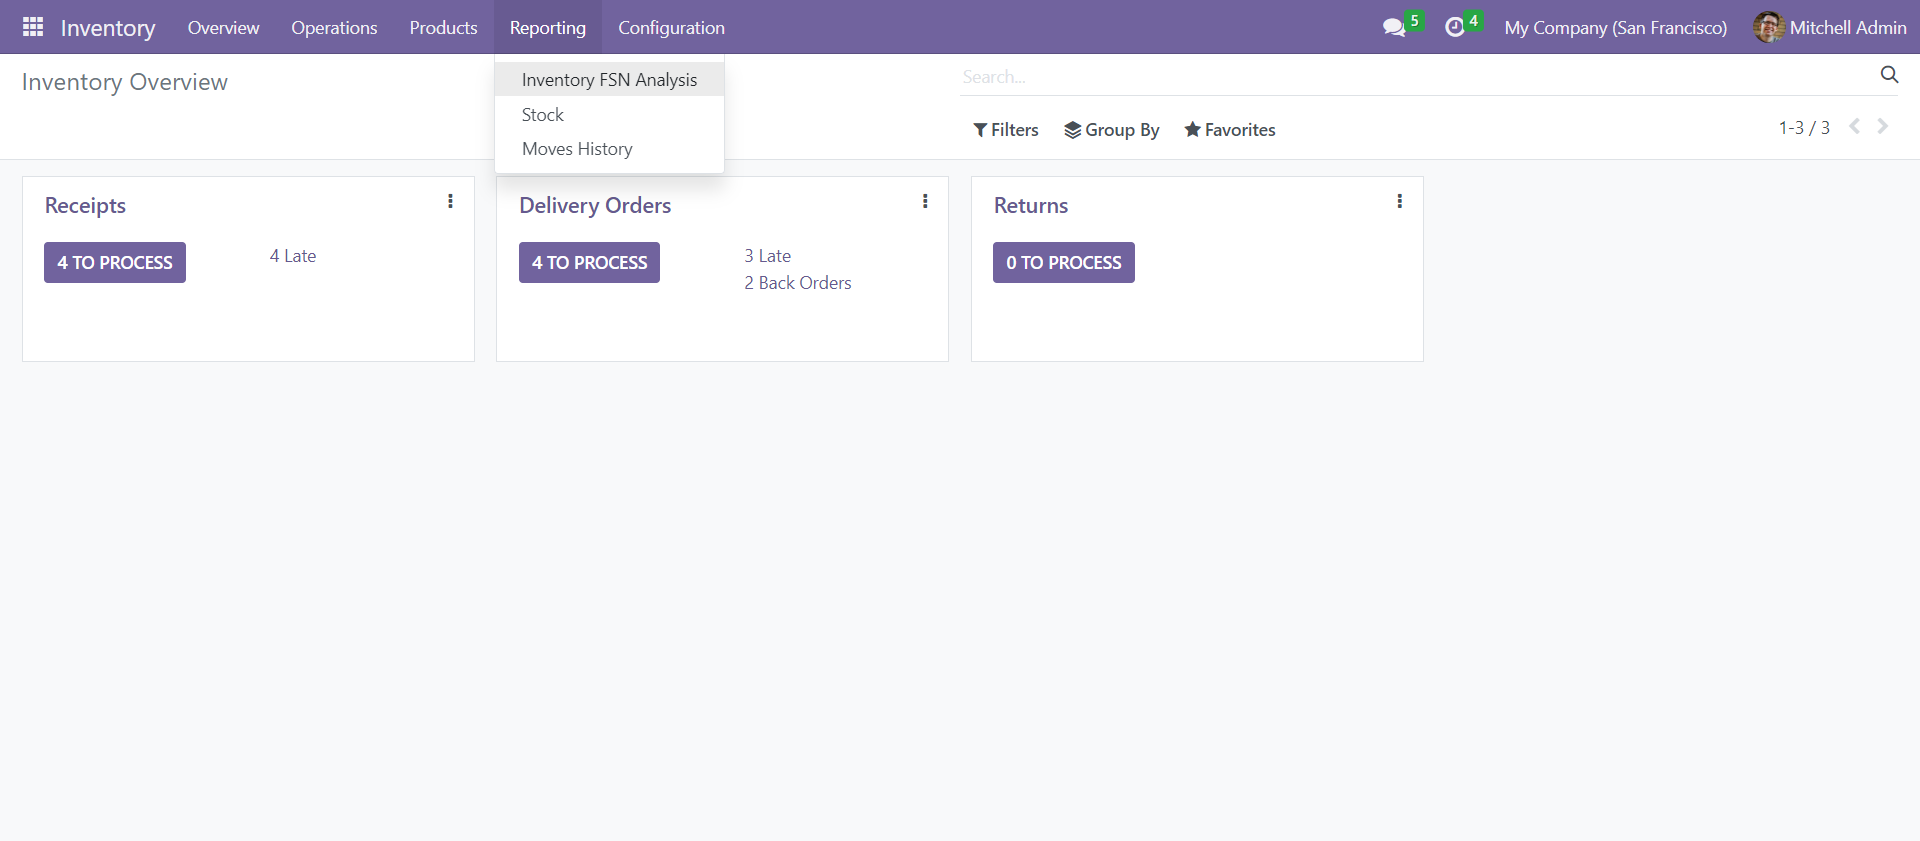 Inventory Overview Operations Products Reporting Configuration 5 4 My Company (San Francisco) Mitchell Admin
Inventory Overview
Inventory FSN Analysis
Stock
Moves History
Search...
Filters Group By Favorites 1-3 / 3
Receipts
4 TO PROCESS
4 Late
Delivery Orders
4 TO PROCESS
3 Late
2 Back Orders
Returns
0 TO PROCESS